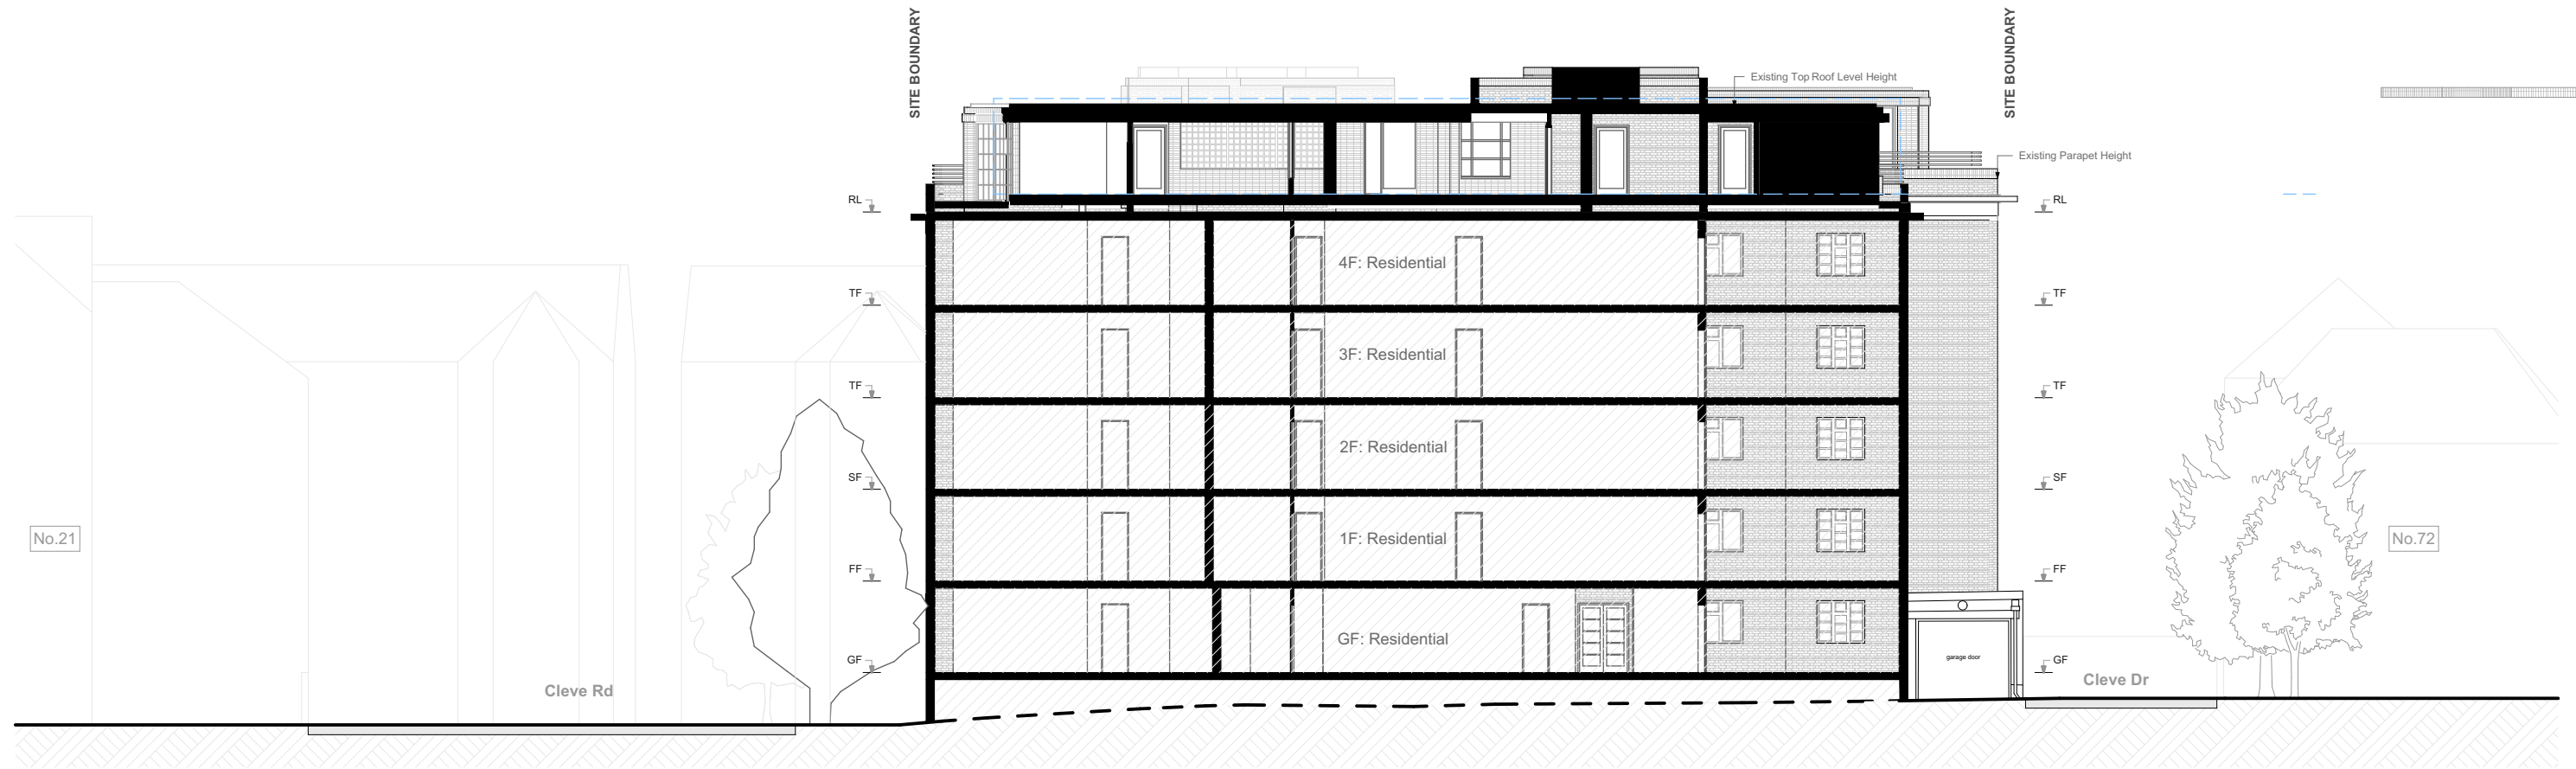 SITE BOUNDARY
SITE BOUNDARY
Existing Top Roof Level Height
Existing Parapet Height
RL
RL
4F: Residential
TF
TF
3F: Residential
TF
TF
2F: Residential
SF
SF
No.21
1F: Residential
No.72
FF
FF
GF: Residential
garage door
GF
GF
Cleve Rd
Cleve Dr